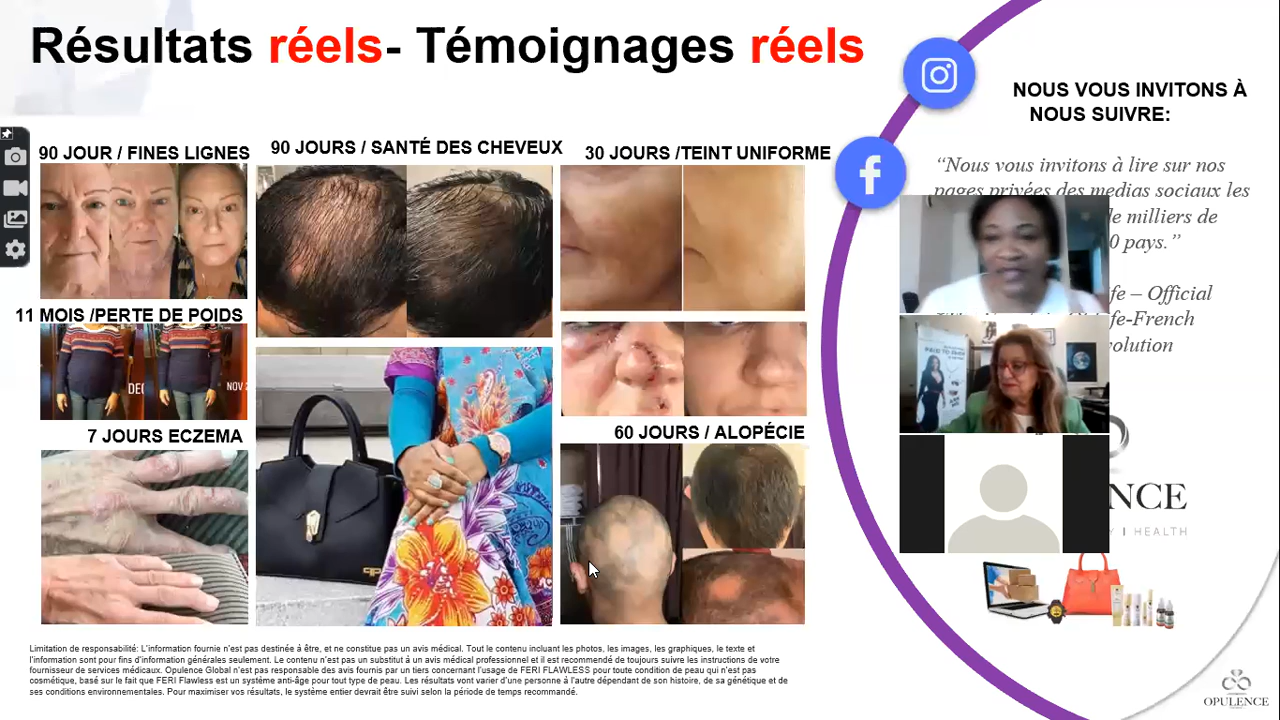 Résultats réels- Témoignages réels
90 JOUR / FINES LIGNES
90 JOURS / SANTÉ DES CHEVEUX
30 JOURS /TEINT UNIFORME
11 MOIS /PERTE DE POIDS
DEC
NOV 2
7 JOURS ECZEMA
60 JOURS / ALOPÉCIE
NOUS VOUS INVITONS À
NOUS SUIVRE:
“Nous vous invitons à lire sur nos
pages privées des medias sociaux les
de milliers de
0 pays.”
fe – Official
fe-French
volution
NCE
Y | HEALTH
Limitation de responsabilité: L'information fournie n'est pas destinée à être, et ne constitue pas un avis médical. Tout le contenu incluant les photos, les images, les graphiques, le texte et
l'information sont pour fins d'information générales seulement. Le contenu n'est pas un substitut à un avis médical professionnel et il est recommendé de toujours suivre les instructions de votre
fournisseur de services médicaux. Opulence Global n'est pas responsable des avis fournis par un tiers concernant l'usage de FERI FLAWLESS pour toute condition de peau qui n'est pas
cosmétique, basé sur le fait que FERI Flawless est un système anti-âge pour tout type de peau. Les résultats vont varier d'une personne à l'autre dépendant de son histoire, de sa génétique et de
ses conditions environnementales. Pour maximiser vos résultats, le système entier devrait être suivi selon la période de temps recommandé.
OPULENCE